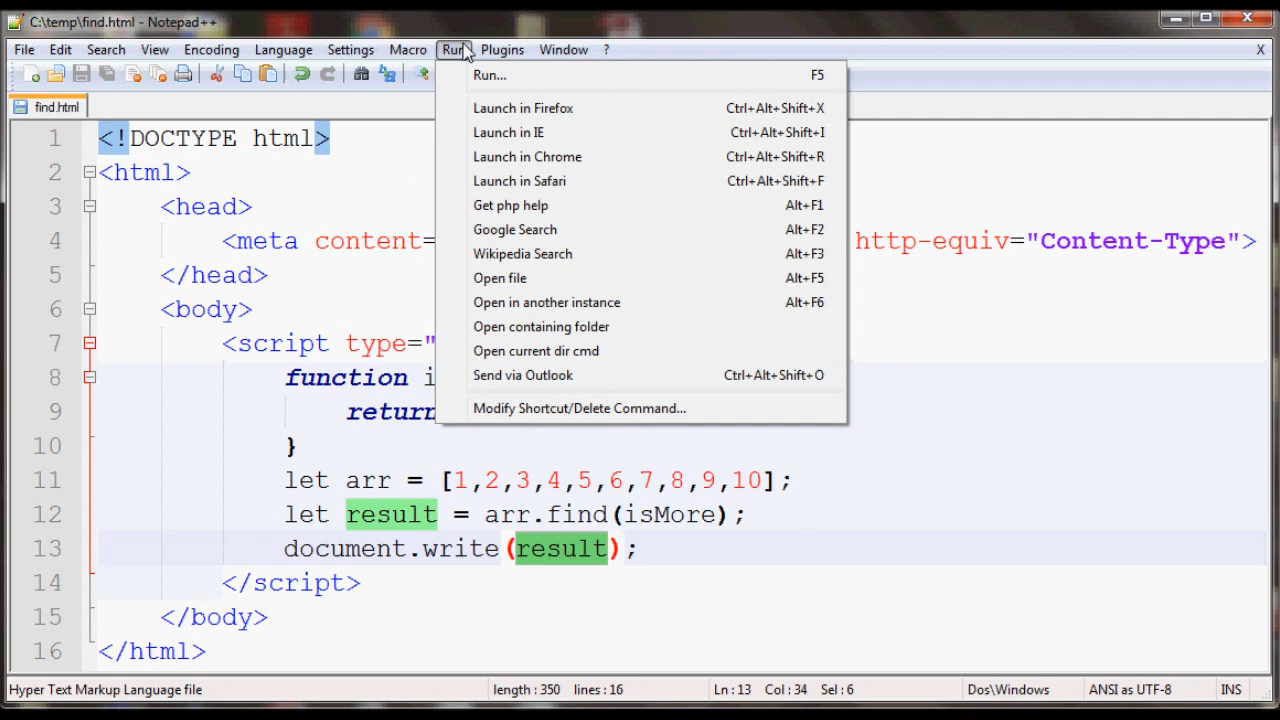 C:\temp\find.html - Notepad++
File Edit Search View Encoding Language Settings Macro Run Plugins Window ? X
find.html
Run... F5
Launch in Firefox Ctrl+Alt+Shift+X
Launch in IE Ctrl+Alt+Shift+I
Launch in Chrome Ctrl+Alt+Shift+R
Launch in Safari Ctrl+Alt+Shift+F
Get php help Alt+F1
Google Search Alt+F2
Wikipedia Search Alt+F3
Open file Alt+F5
Open in another instance Alt+F6
Open containing folder
Open current dir cmd
Send via Outlook Ctrl+Alt+Shift+O
Modify Shortcut/Delete Command...
1 <!DOCTYPE html>
2 <html>
3 <head>
4 <meta content= http-equiv="Content-Type">
5 </head>
6 <body>
7 <script type="
8 function i
9 return
10 }
11 let arr = [1,2,3,4,5,6,7,8,9,10];
12 let result = arr.find(isMore);
13 document.write(result);
14 </script>
15 </body>
16 </html>
Hyper Text Markup Language file length : 350 lines : 16 Ln : 13 Col : 34 Sel : 6 Dos\Windows ANSI as UTF-8 INS